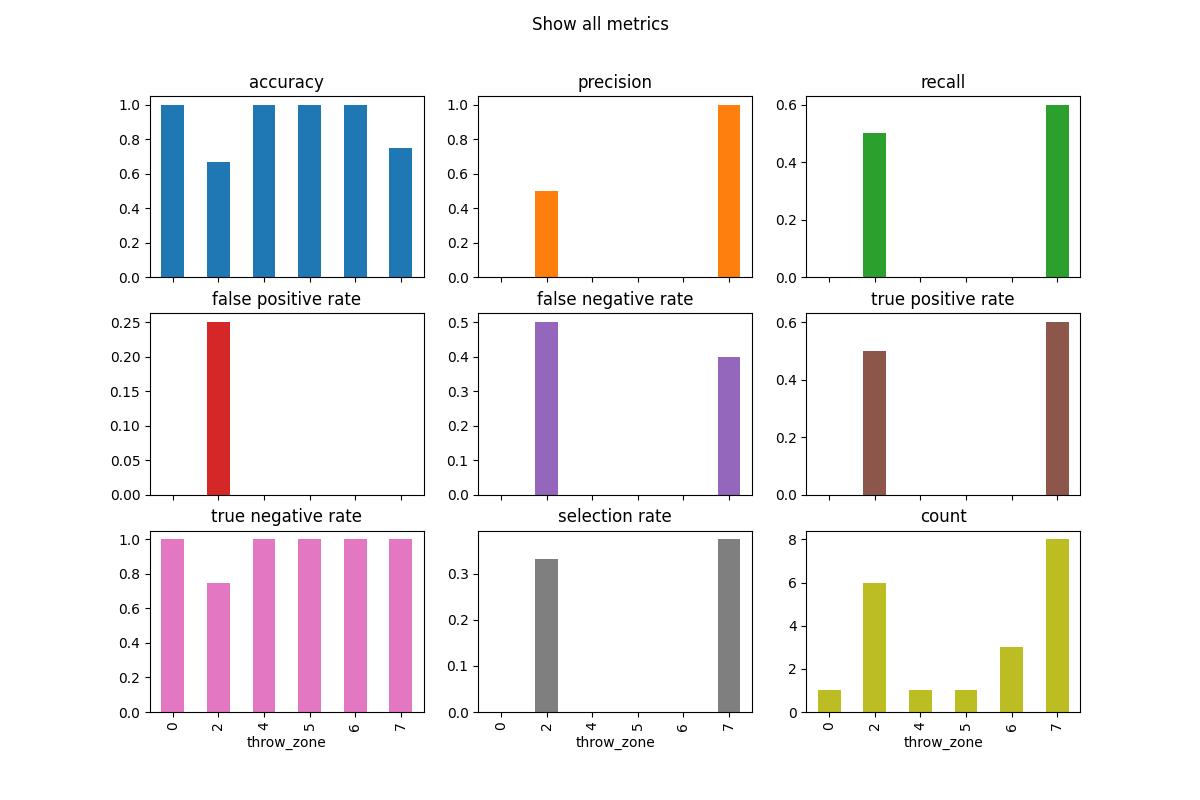 Show all metrics
accuracy
1.0
0.8
0.6
0.4
0.2
0.0
precision
1.0
0.8
0.6
0.4
0.2
0.0
recall
0.6
0.4
0.2
0.0
false positive rate
0.25
0.20
0.15
0.10
0.05
0.00
false negative rate
0.5
0.4
0.3
0.2
0.1
0.0
true positive rate
0.6
0.4
0.2
0.0
true negative rate
1.0
0.8
0.6
0.4
0.2
0.0
0 2 4 5 6 7
throw_zone
selection rate
0.3
0.2
0.1
0.0
0 2 4 5 6 7
throw_zone
count
8
6
4
2
0
0 2 4 5 6 7
throw_zone